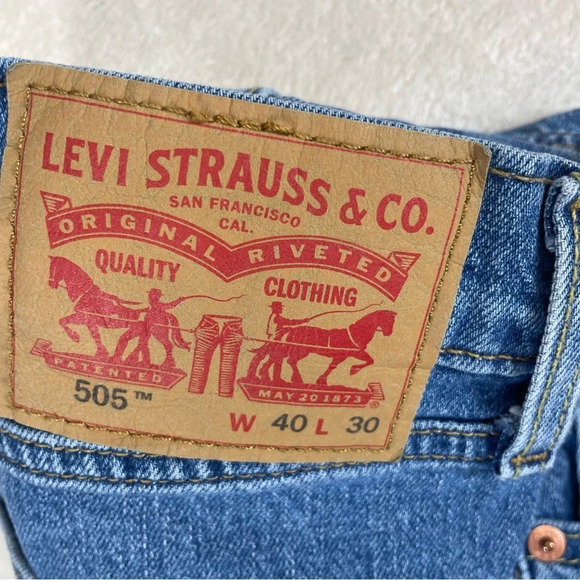 LEVI STRAUSS & CO.
SAN FRANCISCO
CAL.
ORIGINAL RIVETED
QUALITY CLOTHING
PATENTED MAY 20 1873 ®
505™ W 40 L 30